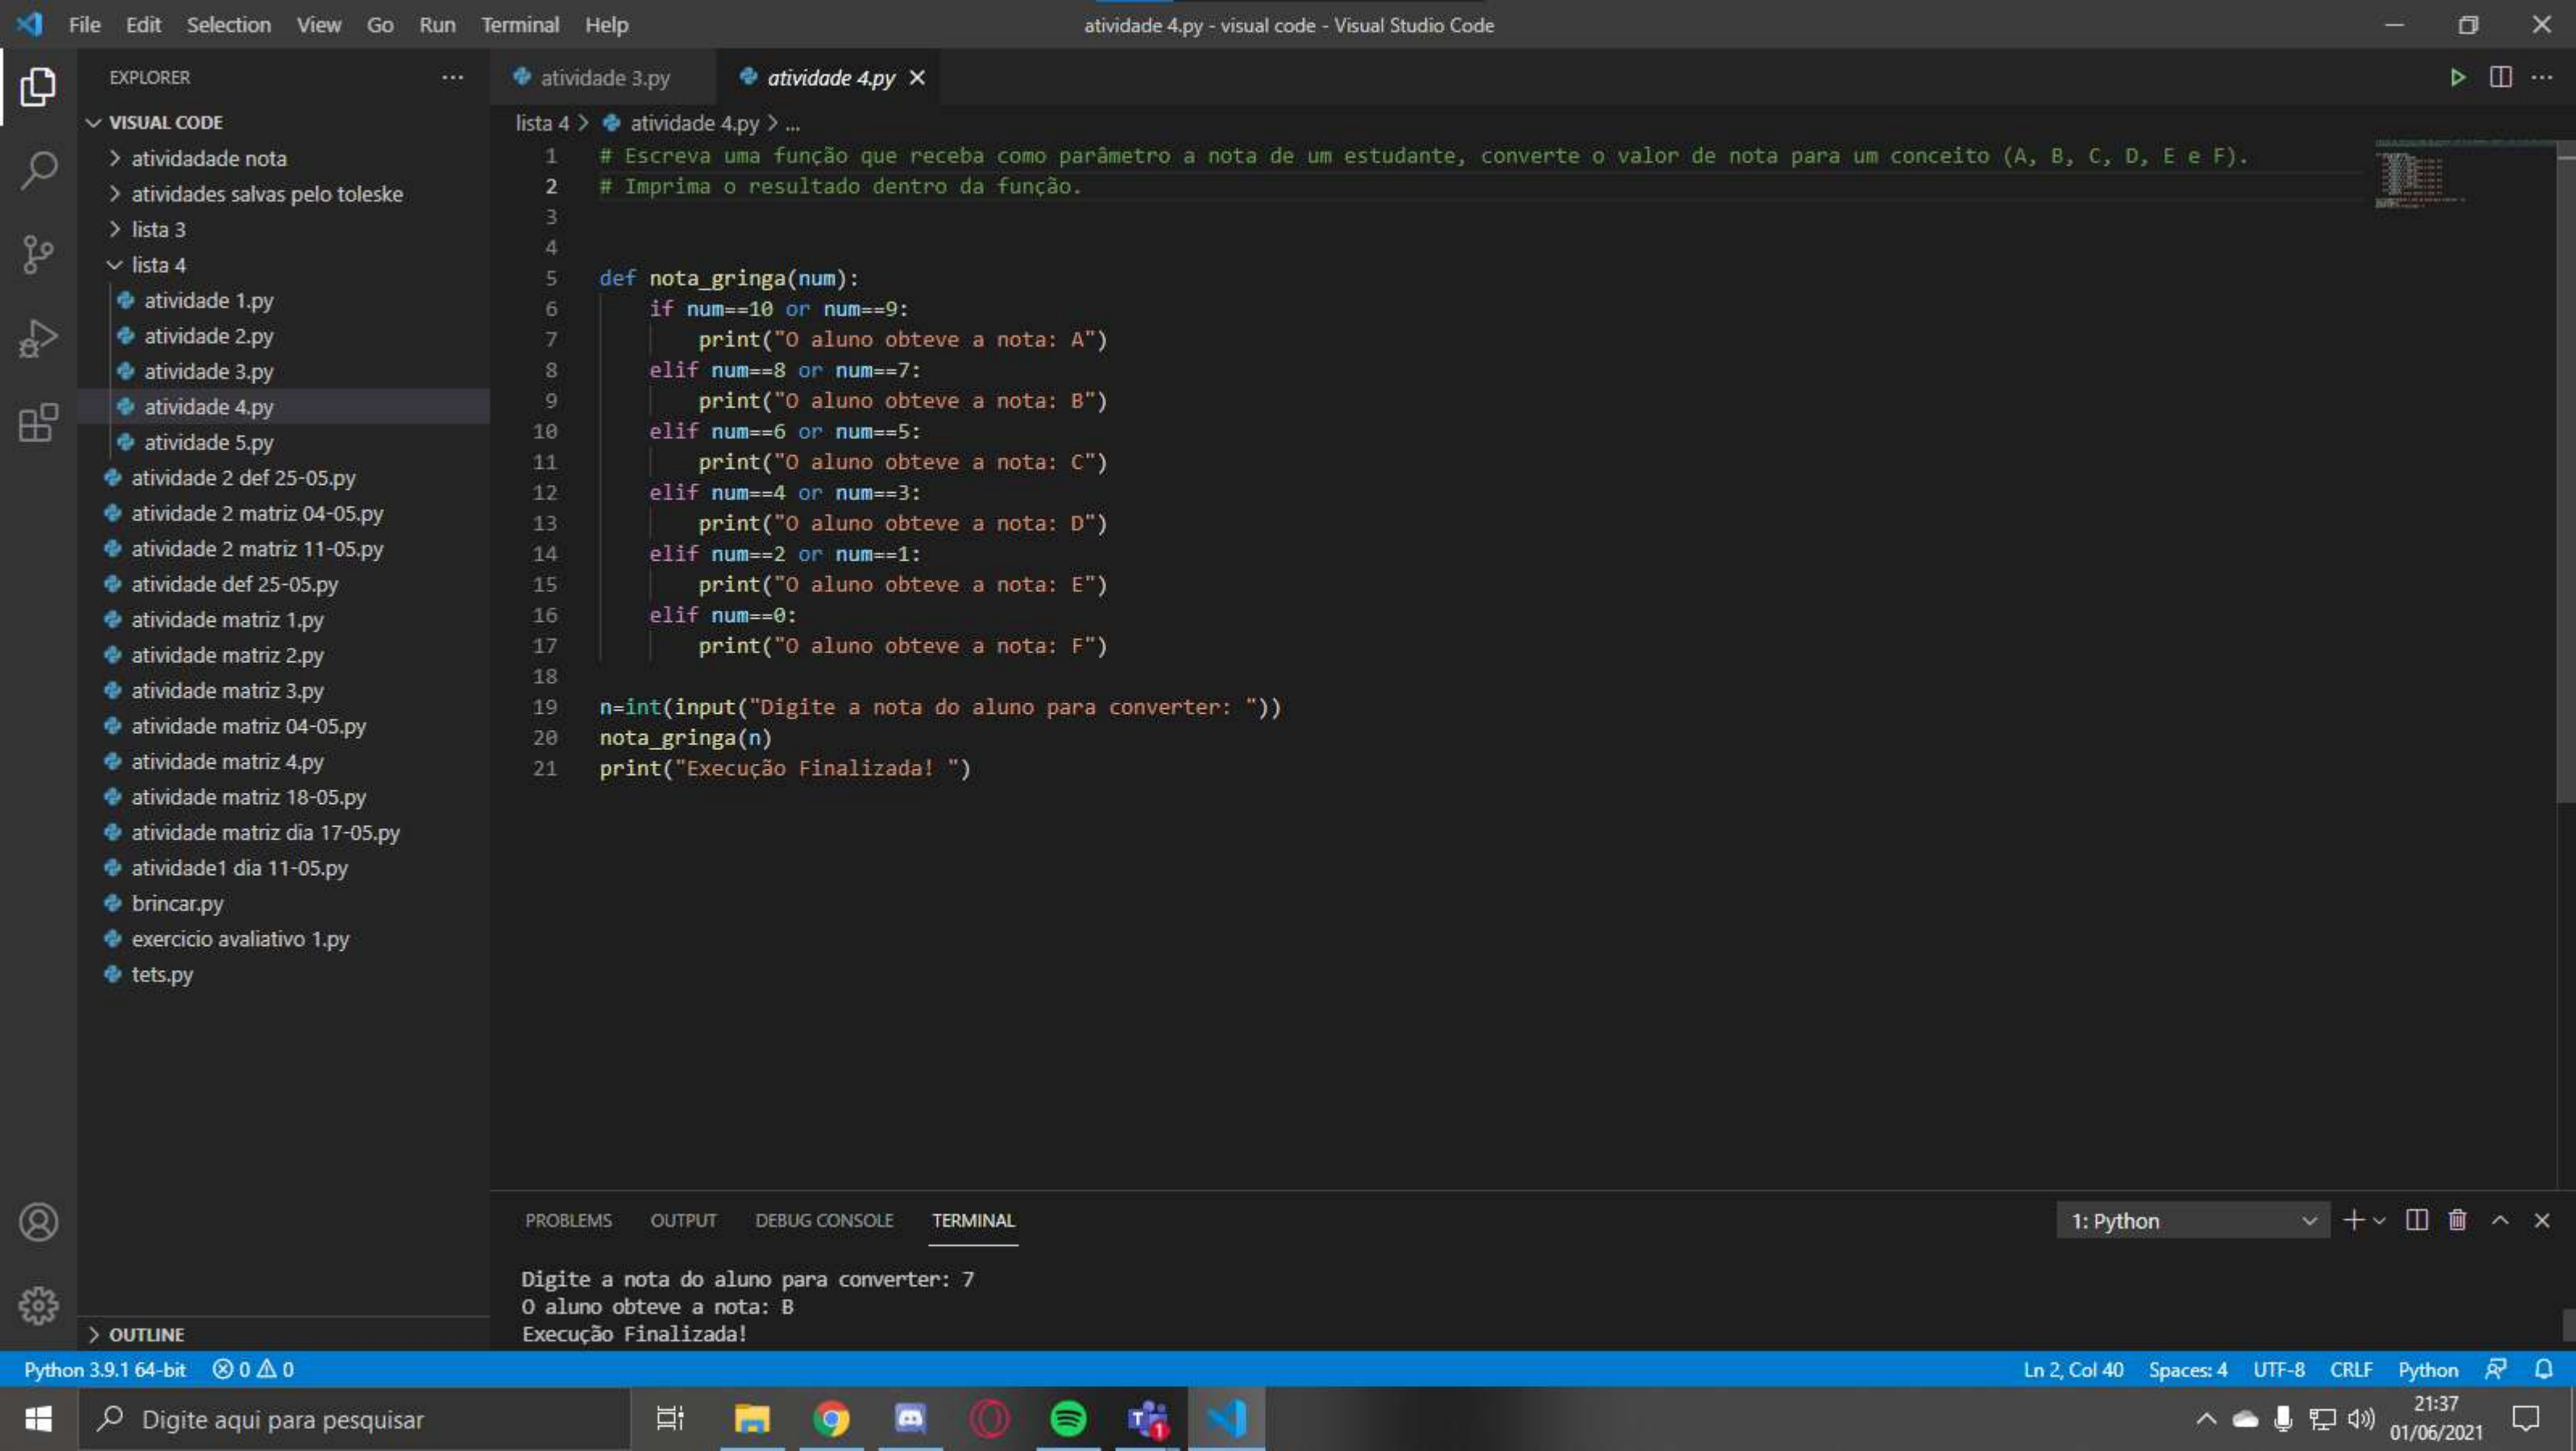 File Edit Selection View Go Run Terminal Help
atividade 4.py - visual code - Visual Studio Code
EXPLORER
VISUAL CODE
atividadade nota
atividades salvas pelo toleske
lista 3
lista 4
atividade 1.py
atividade 2.py
atividade 3.py
atividade 4.py
atividade 5.py
atividade 2 def 25-05.py
atividade 2 matriz 04-05.py
atividade 2 matriz 11-05.py
atividade def 25-05.py
atividade matriz 1.py
atividade matriz 2.py
atividade matriz 3.py
atividade matriz 04-05.py
atividade matriz 4.py
atividade matriz 18-05.py
atividade matriz dia 17-05.py
atividade1 dia 11-05.py
brincar.py
exercicio avaliativo 1.py
tets.py
OUTLINE
atividade 3.py atividade 4.py
lista 4 > atividade 4.py > ...
1 # Escreva uma função que receba como parâmetro a nota de um estudante, converte o valor de nota para um conceito (A, B, C, D, E e F).
2 # Imprima o resultado dentro da função.
3
4
5 def nota_gringa(num):
6 if num==10 or num==9:
7 print("O aluno obteve a nota: A")
8 elif num==8 or num==7:
9 print("O aluno obteve a nota: B")
10 elif num==6 or num==5:
11 print("O aluno obteve a nota: C")
12 elif num==4 or num==3:
13 print("O aluno obteve a nota: D")
14 elif num==2 or num==1:
15 print("O aluno obteve a nota: E")
16 elif num==0:
17 print("O aluno obteve a nota: F")
18
19 n=int(input("Digite a nota do aluno para converter: "))
20 nota_gringa(n)
21 print("Execução Finalizada! ")
PROBLEMS OUTPUT DEBUG CONSOLE TERMINAL
1: Python
Digite a nota do aluno para converter: 7
O aluno obteve a nota: B
Execução Finalizada!
Python 3.9.1 64-bit 0 0
Ln 2, Col 40 Spaces: 4 UTF-8 CRLF Python
Digite aqui para pesquisar
1
21:37
01/06/2021